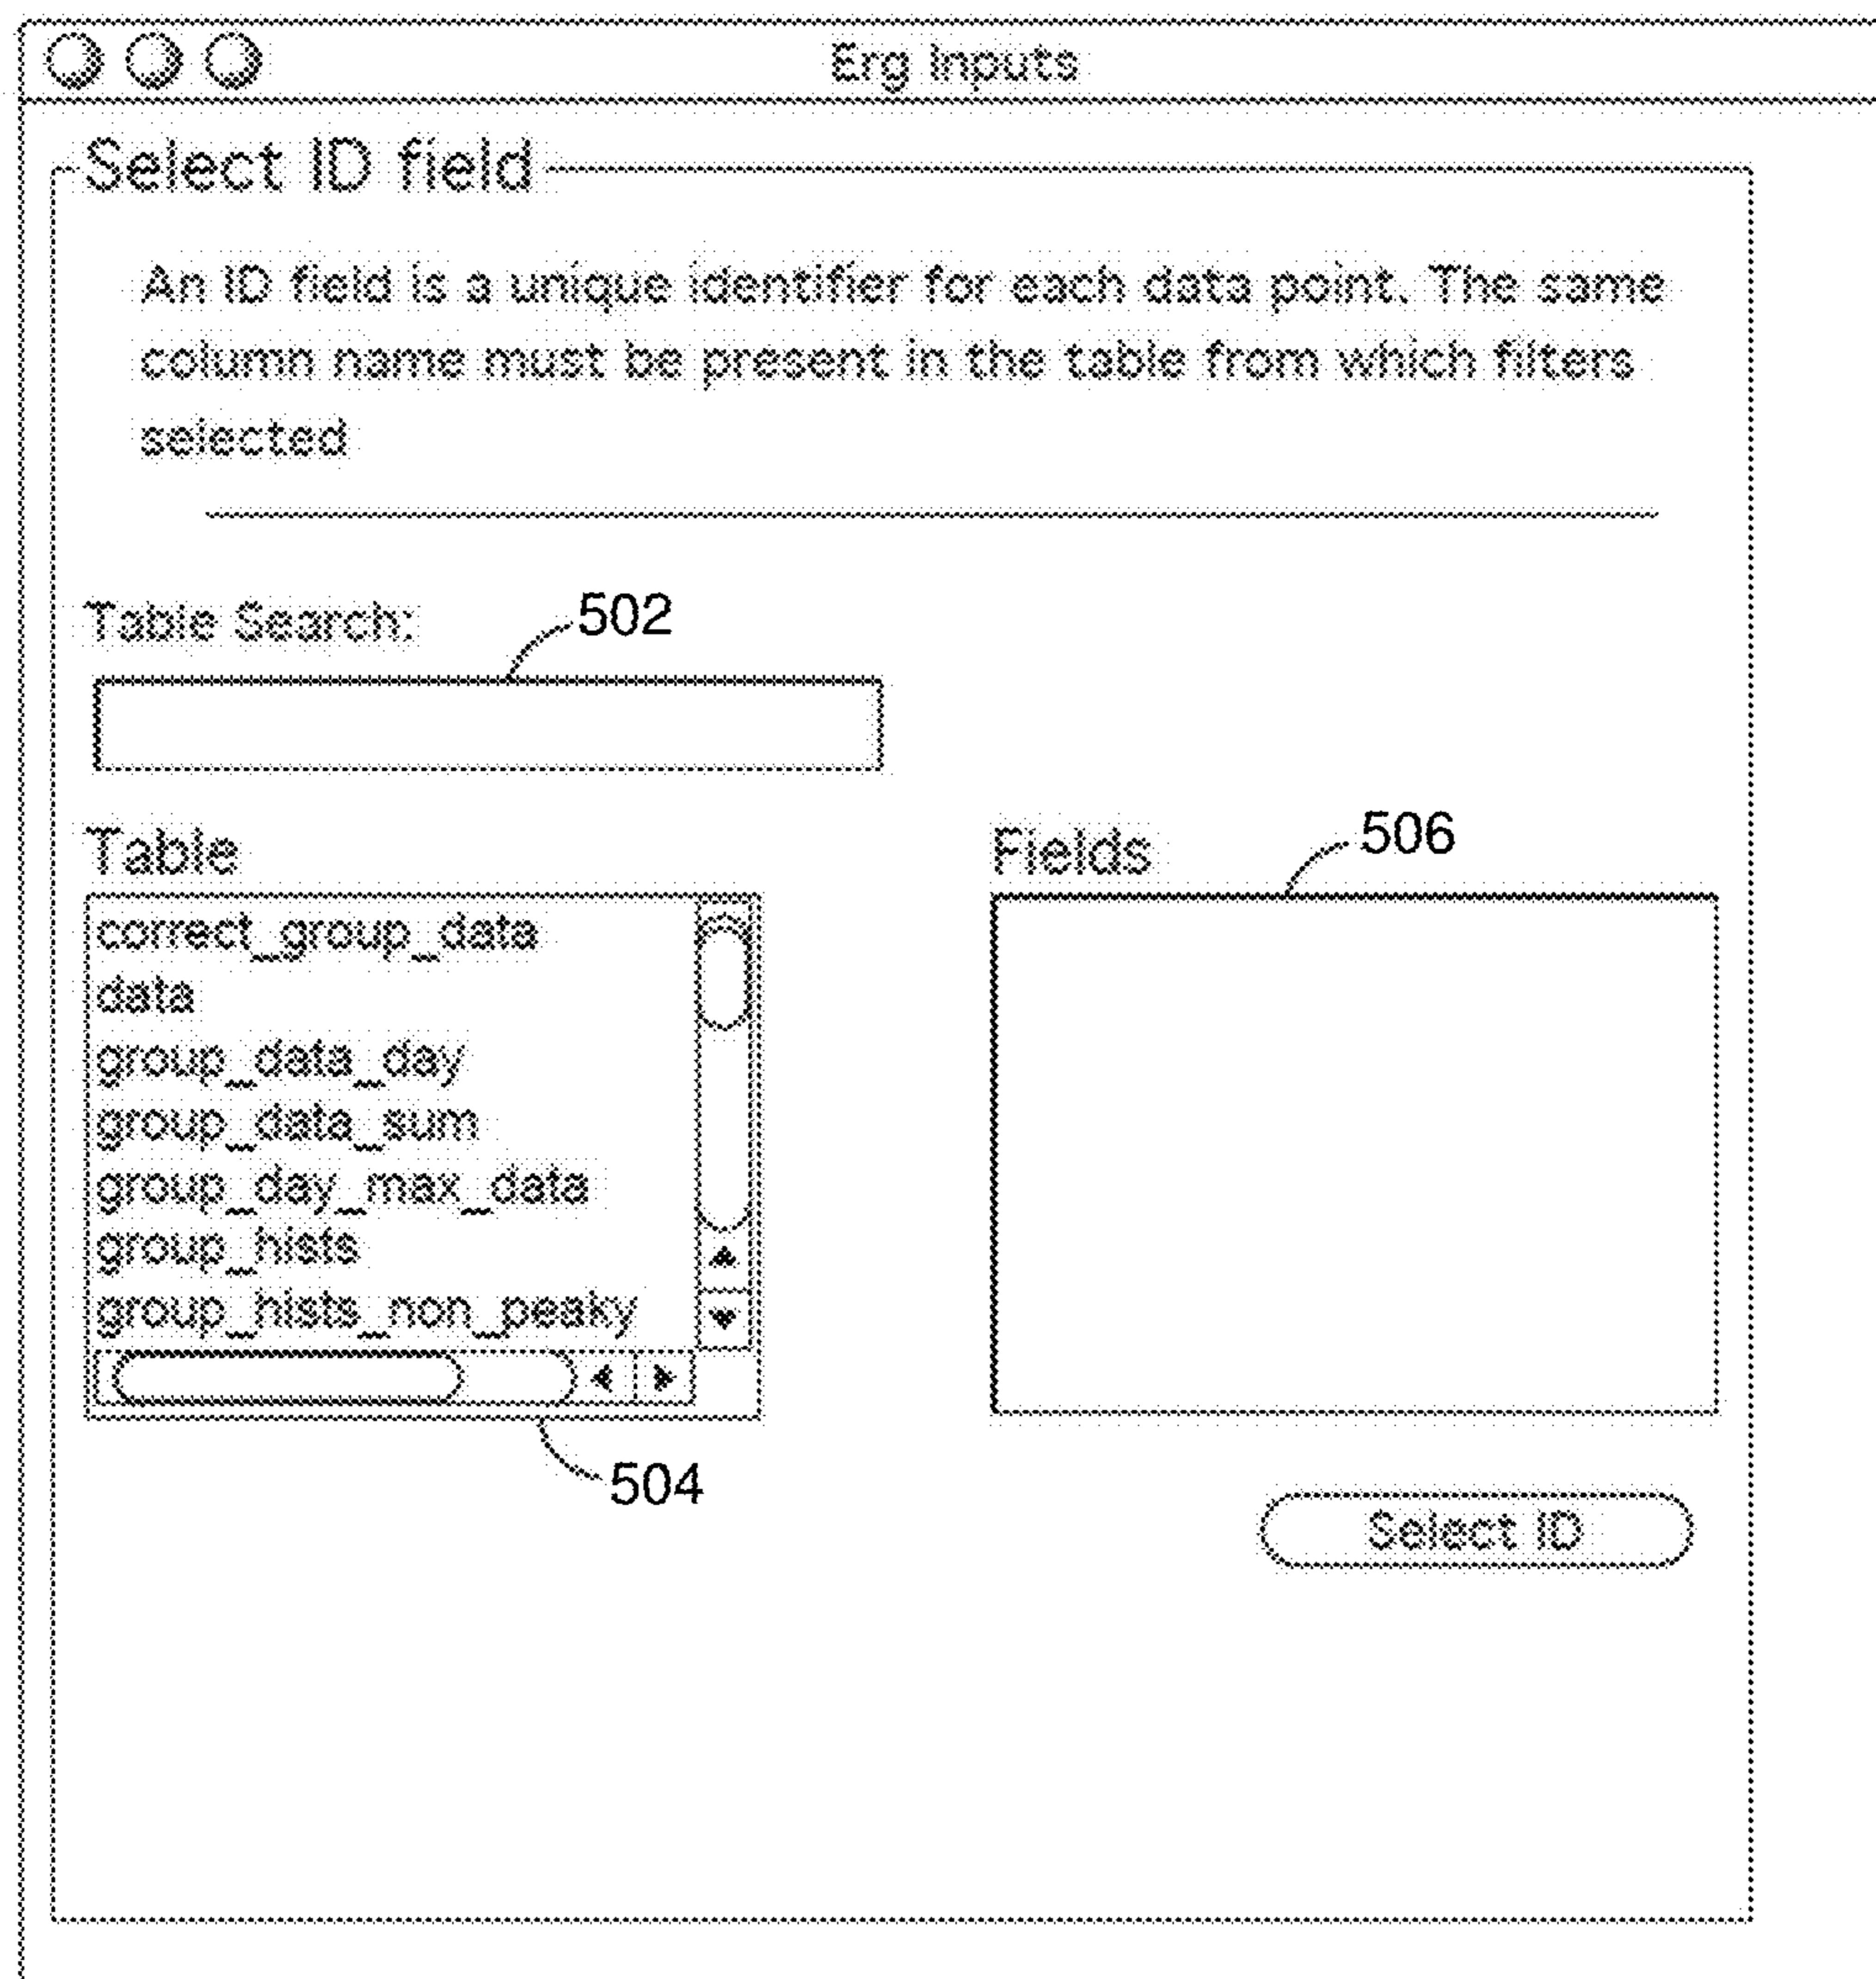 Erg Inputs
Select ID field
An ID field is a unique identifier for each data point. The same
column name must be present in the table from which filters
selected
Table Search:
502
Table
Fields
506
correct_group_data
data
group_data_day
group_data_sum
group_day_max_data
group_hists
group_hists_non_peaky
504
Select ID